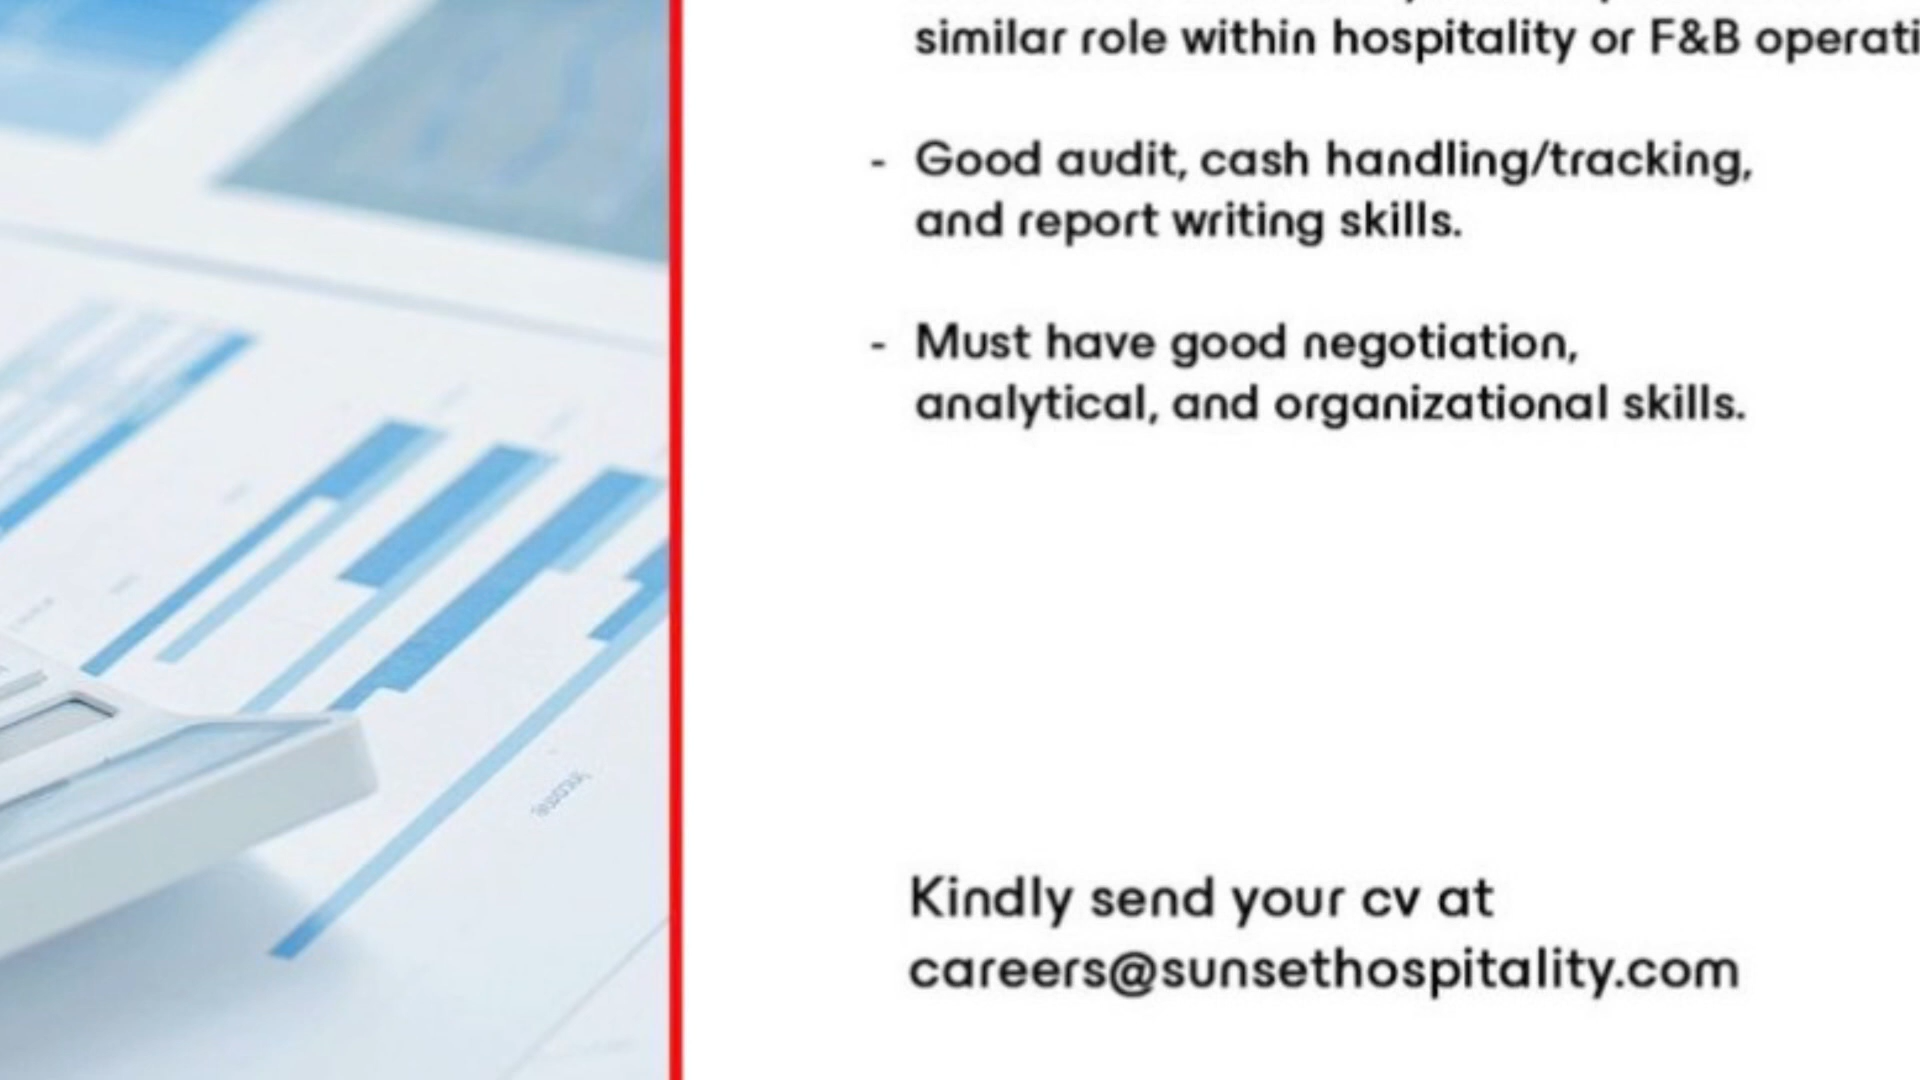 similar role within hospitality or F&B
- Good audit, cash handling/tracking,
and report writing skills.
- Must have good negotiation,
analytical, and organizational skills.
Kindly send your cv at
careers@sunsethospitality.com